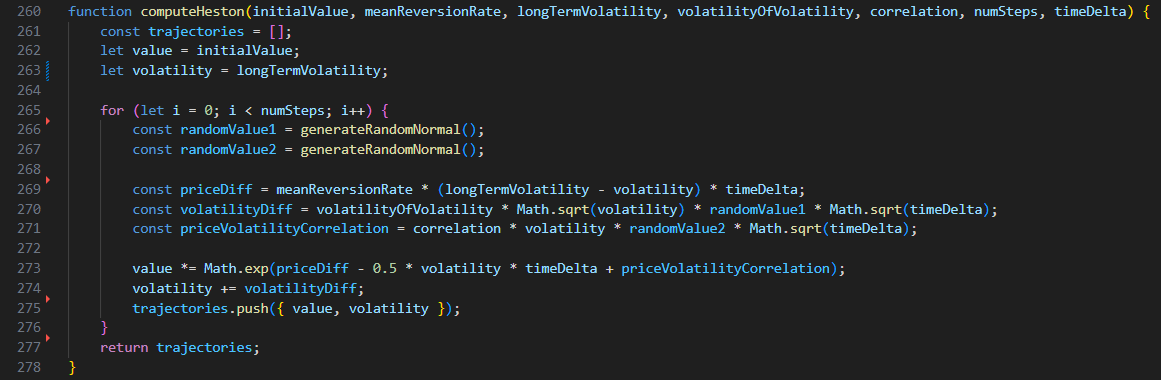 260 function computeHeston(initialValue, meanReversionRate, longTermVolatility, volatilityOfVolatility, correlation, numSteps, timeDelta) {
261     const trajectories = [];
262     let value = initialValue;
263     let volatility = longTermVolatility;
264
265     for (let i = 0; i < numSteps; i++) {
266         const randomValue1 = generateRandomNormal();
267         const randomValue2 = generateRandomNormal();
268
269         const priceDiff = meanReversionRate * (longTermVolatility - volatility) * timeDelta;
270         const volatilityDiff = volatilityOfVolatility * Math.sqrt(volatility) * randomValue1 * Math.sqrt(timeDelta);
271         const priceVolatilityCorrelation = correlation * volatility * randomValue2 * Math.sqrt(timeDelta);
272
273         value *= Math.exp(priceDiff - 0.5 * volatility * timeDelta + priceVolatilityCorrelation);
274         volatility += volatilityDiff;
275         trajectories.push({ value, volatility });
276     }
277     return trajectories;
278 }